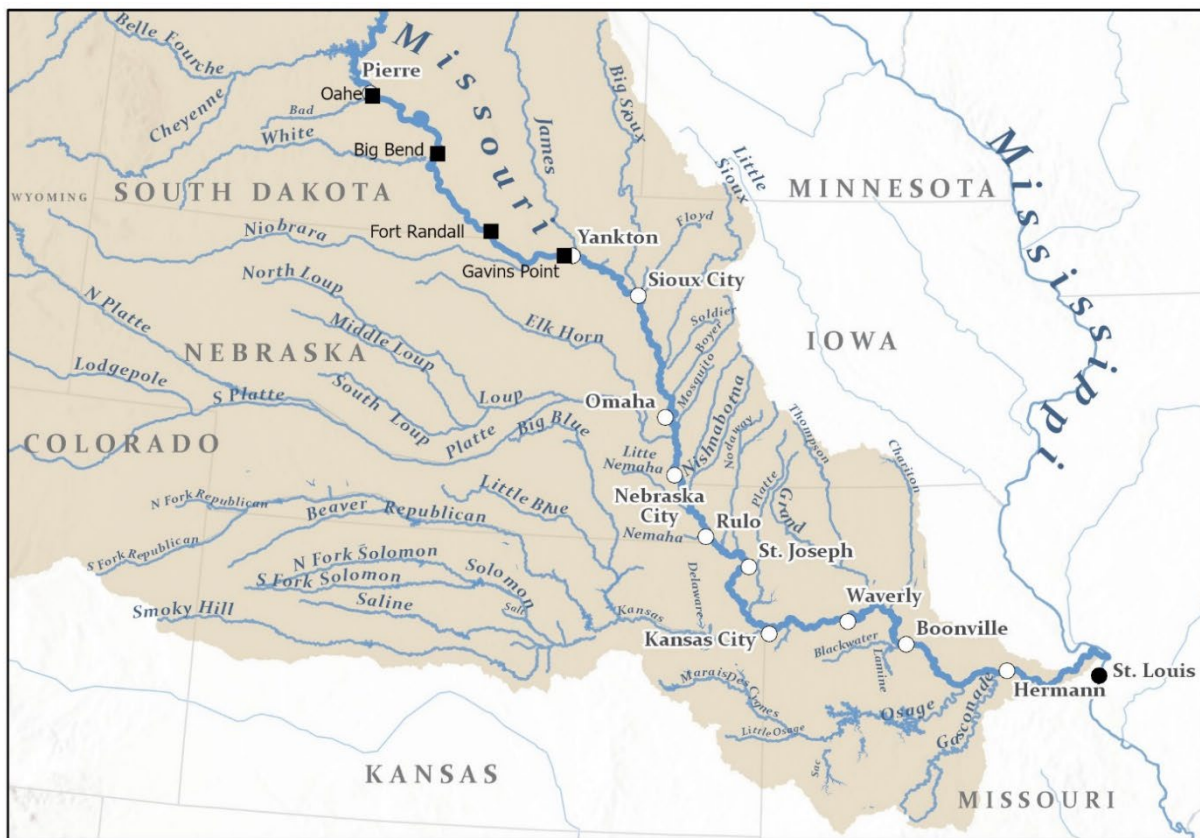 Belle Fourche
Missouri
Pierre
Oahe
Cheyenne
Bad
White
Big Bend
James
Big Sioux
Little
Sioux
MINNESOTA
Mississippi
WYOMING
SOUTH DAKOTA
Niobrara
Fort Randall
Yankton
Floyd
Gavins Point
Sioux City
North Loup
N Platte
Elk Horn
Middle Loup
Soldier
Boyer
IOWA
NEBRASKA
Mosquito
Lodgepole
S Platte
South Loup
Loup
Omaha
Nishnabotna
Platte
Big Blue
Nodaway
Thompson
COLORADO
Litte
Nemaha
Chariton
Platte
Grand
N Fork Republican
Beaver
Republican
Little Blue
Nebraska
City
Rulo
Nemaha
St. Joseph
S Fork Republican
N Fork Solomon
S Fork Solomon
Solomon
Delaware
Smoky Hill
Saline
Salt
Kansas
Waverly
Kansas City
Boonville
Blackwater
Lamine
St. Louis
Hermann
Marais Des Cygnes
Osage
Gasconade
Little Osage
Sac
KANSAS
MISSOURI